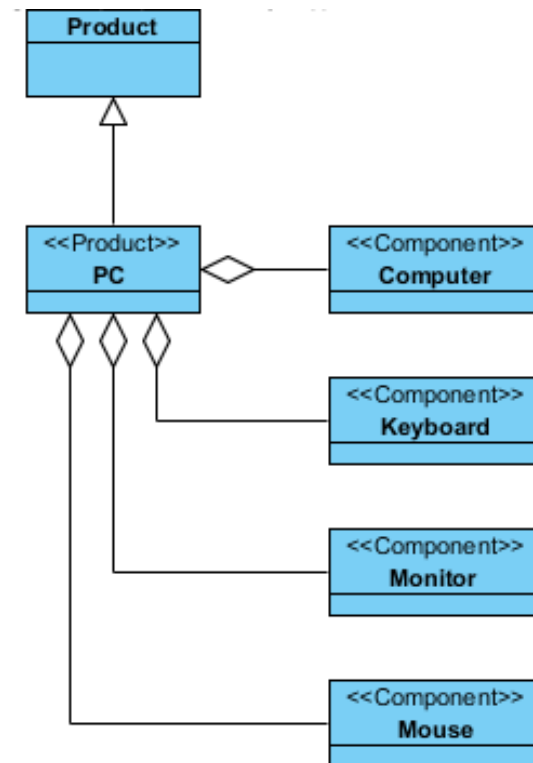 Product
<<Product>>
PC
<<Component>>
Computer
<<Component>>
Keyboard
<<Component>>
Monitor
<<Component>>
Mouse